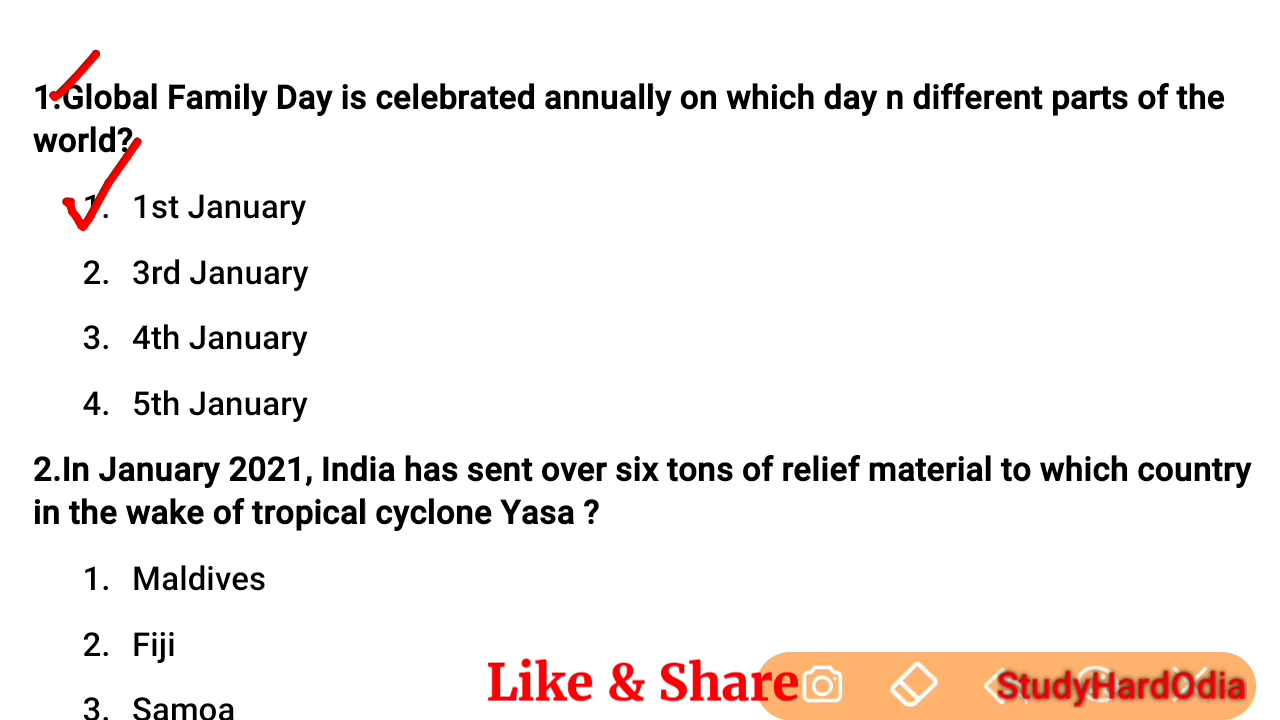 1.Global Family Day is celebrated annually on which day n different parts of the
world?
1. 1st January
2. 3rd January
3. 4th January
4. 5th January
2.In January 2021, India has sent over six tons of relief material to which country
in the wake of tropical cyclone Yasa ?
1. Maldives
2. Fiji
3. Samoa
Like & Share
StudyHardOdia